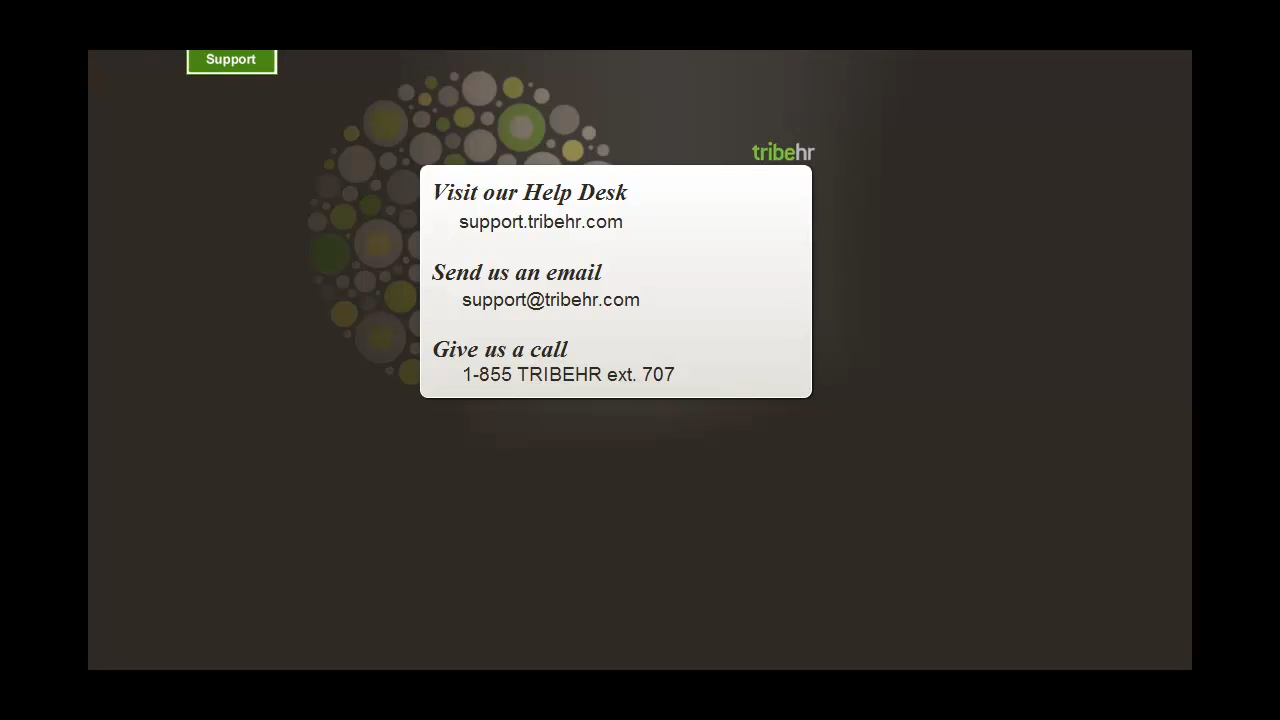 Support
tribehr
Visit our Help Desk
support.tribehr.com
Send us an email
support@tribehr.com
Give us a call
1-855 TRIBEHR ext. 707